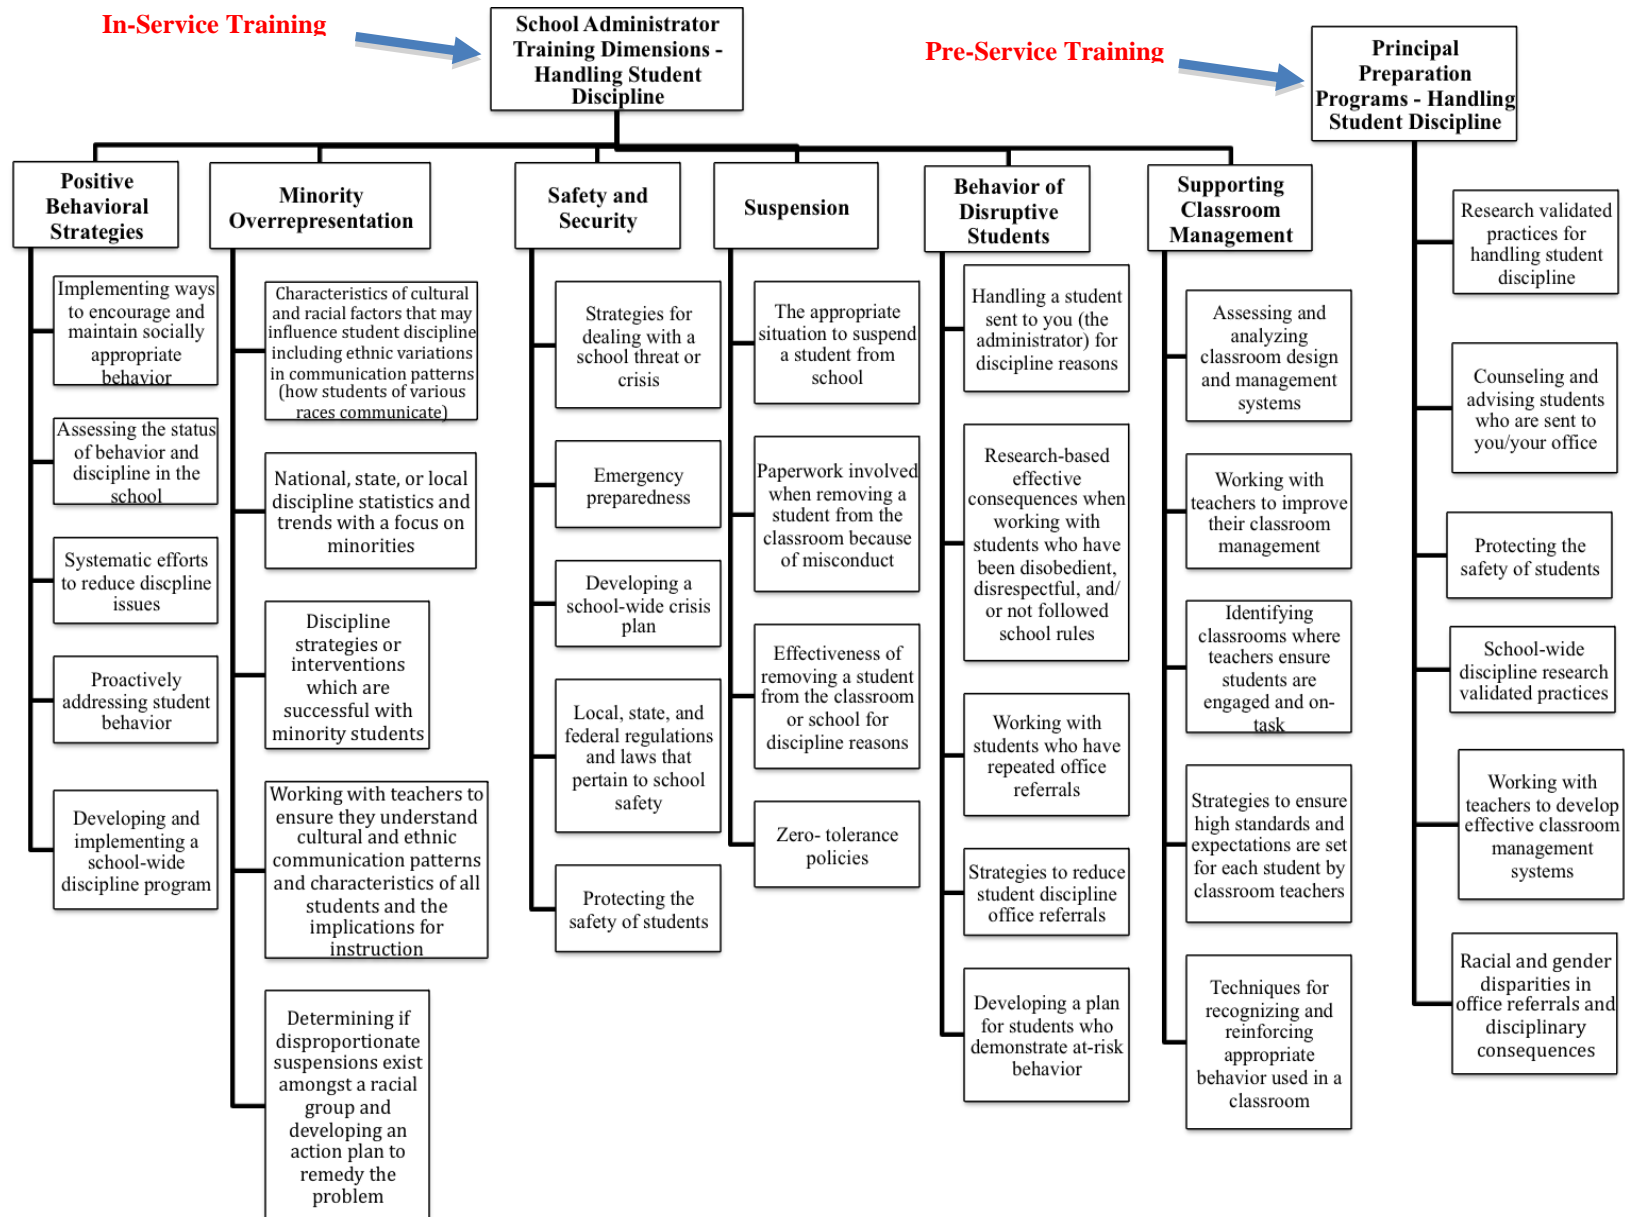 In-Service Training
School Administrator
Training Dimensions -
Handling Student
Discipline
Pre-Service Training
Principal
Preparation
Programs - Handling
Student Discipline
Positive
Behavioral
Strategies
Implementing ways
to encourage and
maintain socially
appropriate
behavior
Assessing the status
of behavior and
discipline in the
school
Systematic efforts
to reduce discpline
issues
Proactively
addressing student
behavior
Developing and
implementing a
school-wide
discipline program
Minority
Overrepresentation
Characteristics of cultural
and racial factors that may
influence student discipline
including ethnic variations
in communication patterns
(how students of various
races communicate)
National, state, or local
discipline statistics and
trends with a focus on
minorities
Discipline
strategies or
interventions
which are
successful with
minority students
Working with teachers to
ensure they understand
cultural and ethnic
communication patterns
and characteristics of all
students and the
implications for
instruction
Determining if
disproportionate
suspensions exist
amongst a racial
group and
developing an
action plan to
remedy the
problem
Safety and
Security
Strategies for
dealing with a
school threat or
crisis
Emergency
preparedness
Developing a
school-wide crisis
plan
Local, state, and
federal regulations
and laws that
pertain to school
safety
Protecting the
safety of students
Suspension
The appropriate
situation to suspend
a student from
school
Paperwork involved
when removing a
student from the
classroom because
of misconduct
Effectiveness of
removing a student
from the classroom
or school for
discipline reasons
Zero- tolerance
policies
Behavior of
Disruptive
Students
Handling a student
sent to you (the
administrator) for
discipline reasons
Research-based
effective
consequences when
working with
students who have
been disobedient,
disrespectful, and/
or not followed
school rules
Working with
students who have
repeated office
referrals
Strategies to reduce
student discipline
office referrals
Developing a plan
for students who
demonstrate at-risk
behavior
Supporting
Classroom
Management
Assessing and
analyzing
classroom design
and management
systems
Working with
teachers to improve
their classroom
management
Identifying
classrooms where
teachers ensure
students are
engaged and on-
task
Strategies to ensure
high standards and
expectations are set
for each student by
classroom teachers
Techniques for
recognizing and
reinforcing
appropriate
behavior used in a
classroom
Research validated
practices for
handling student
discipline
Counseling and
advising students
who are sent to
you/your office
Protecting the
safety of students
School-wide
discipline research
validated practices
Working with
teachers to develop
effective classroom
management
systems
Racial and gender
disparities in
office referrals and
disciplinary
consequences